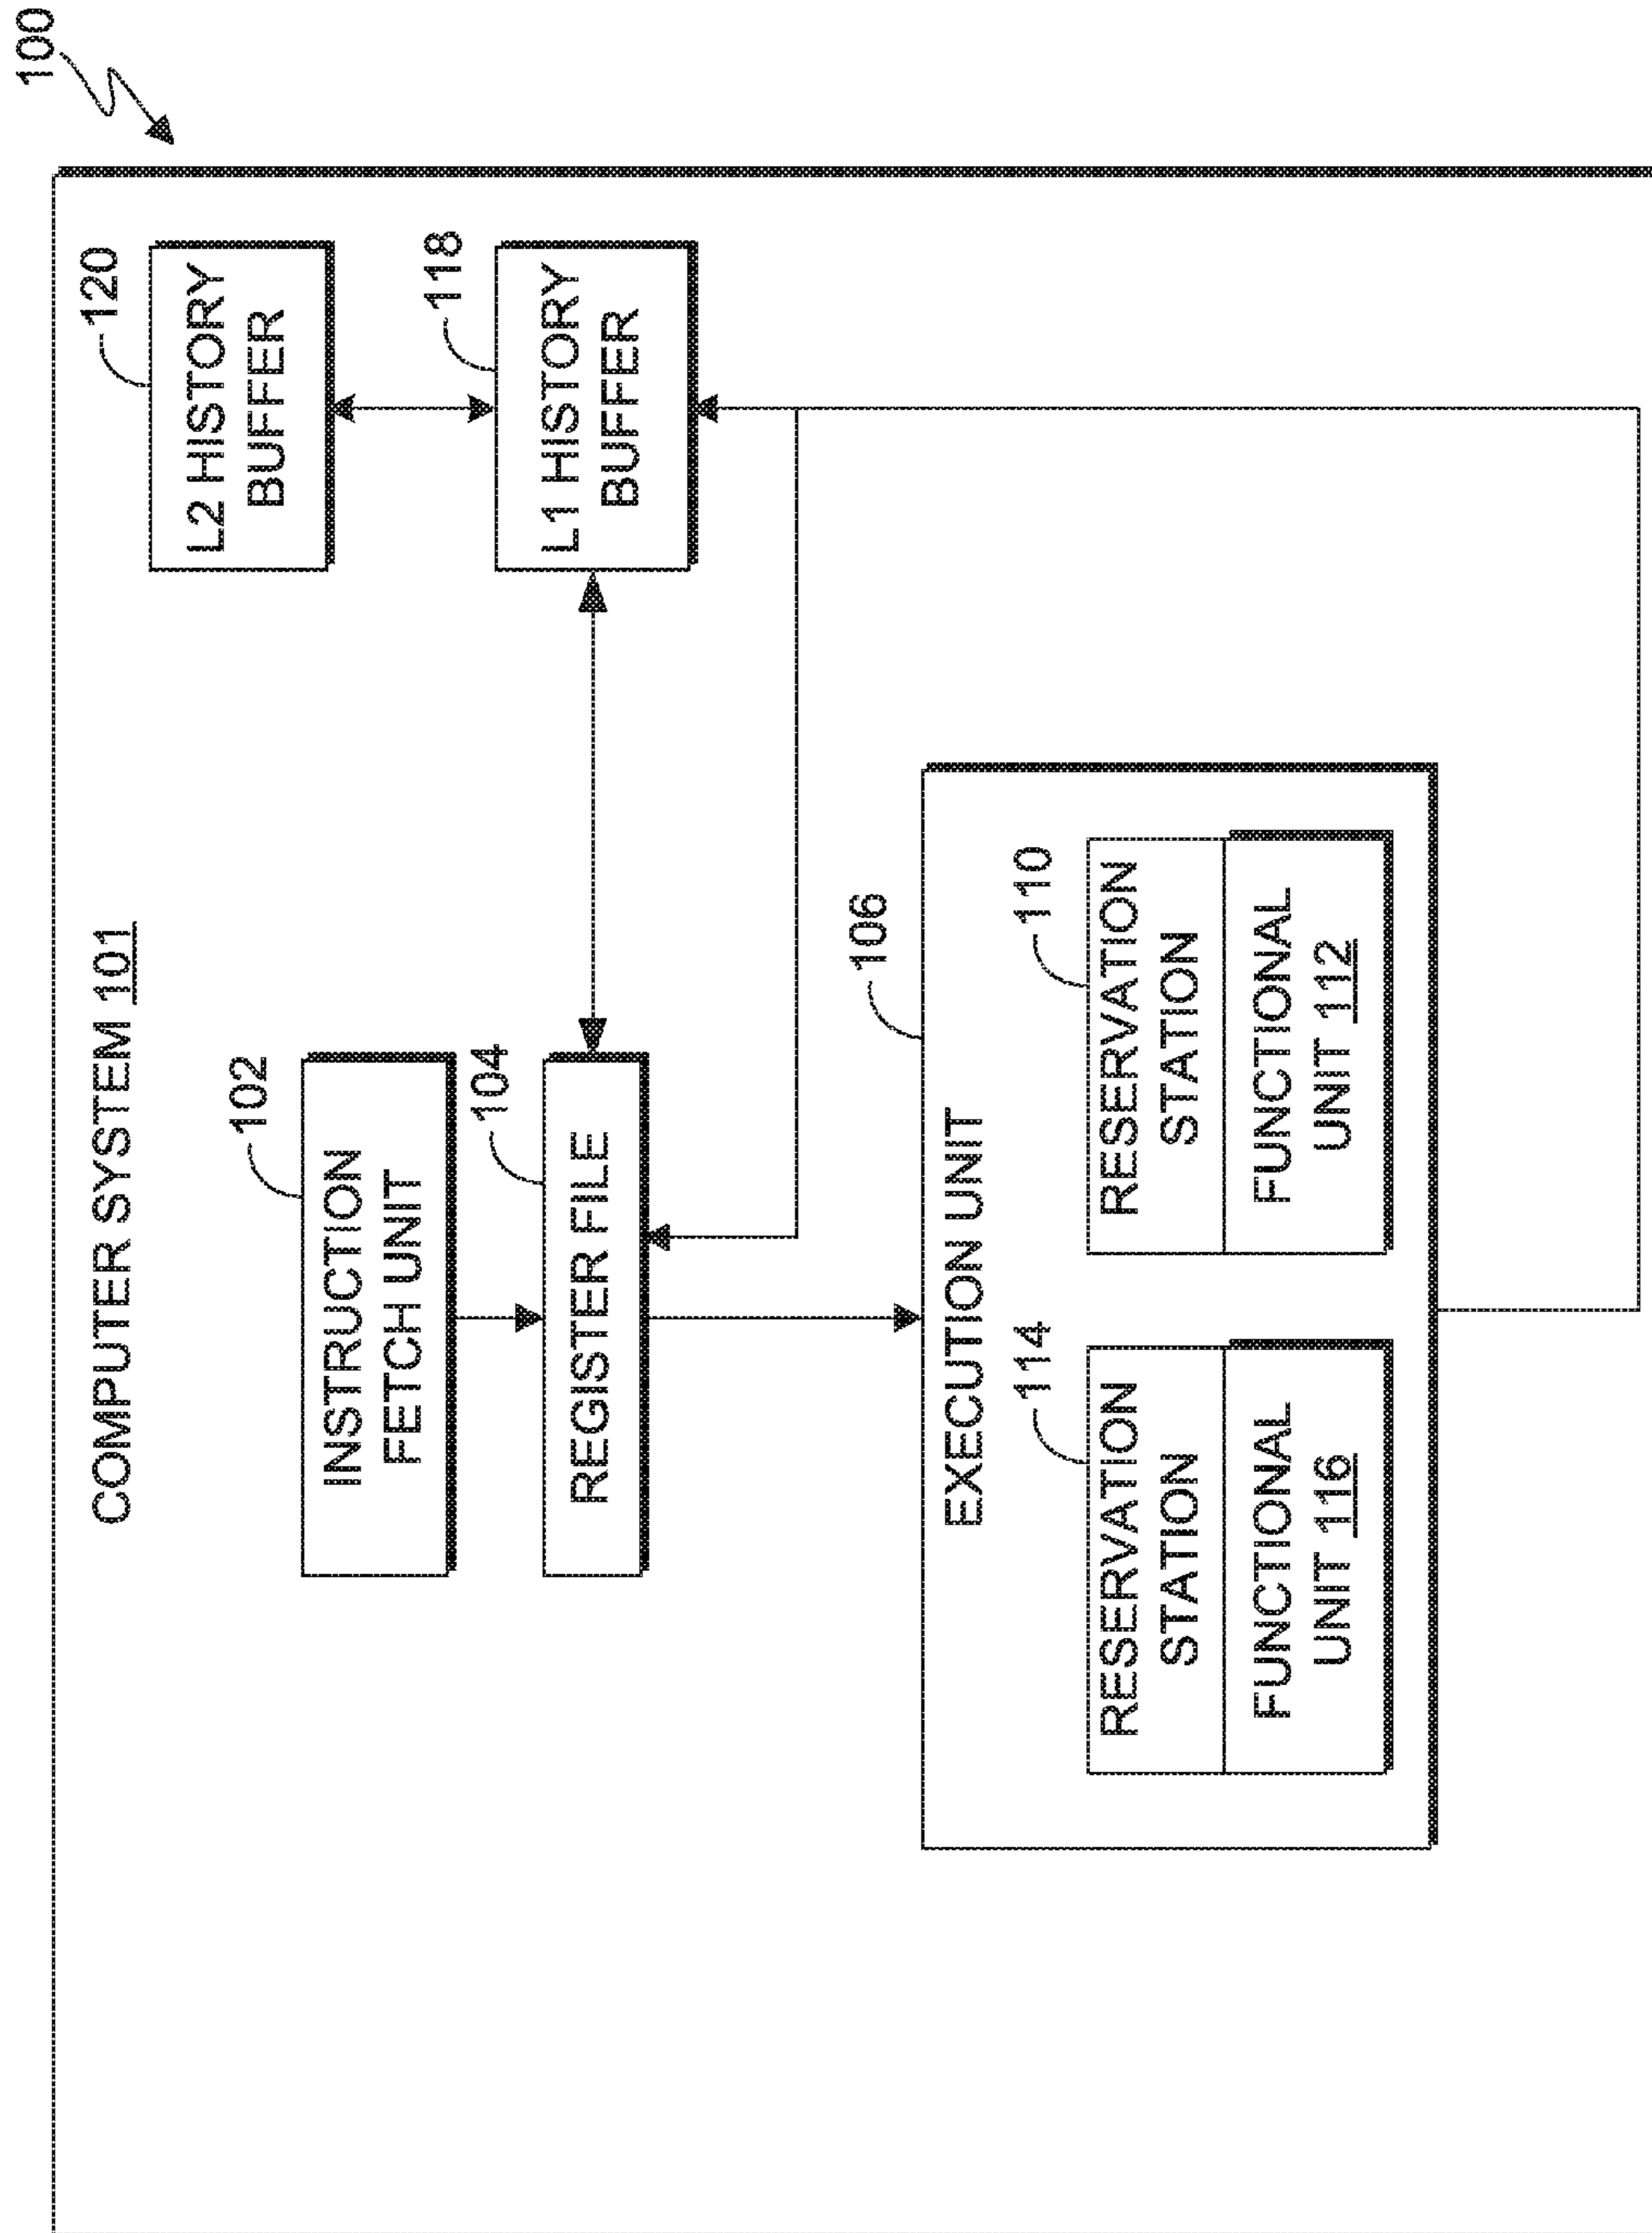 100
COMPUTER SYSTEM 101
102
INSTRUCTION
FETCH UNIT
104
REGISTER FILE
120
L2 HISTORY
BUFFER
118
L1 HISTORY
BUFFER
106
EXECUTION UNIT
114
RESERVATION
STATION
FUNCTIONAL
UNIT 116
110
RESERVATION
STATION
FUNCTIONAL
UNIT 112